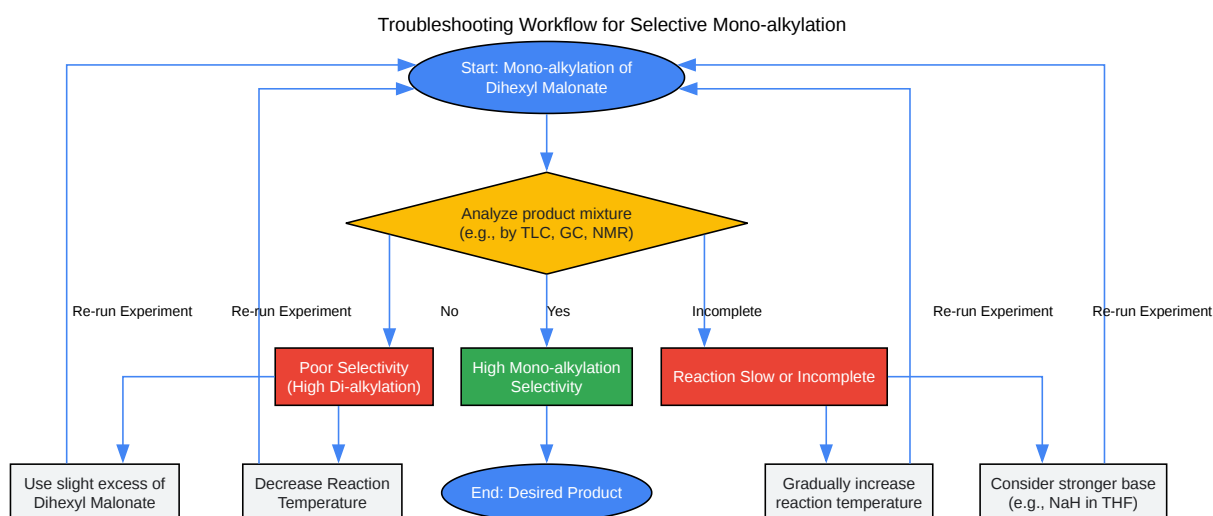 Troubleshooting Workflow for Selective Mono-alkylation
Start: Mono-alkylation of
Dihexyl Malonate
Analyze product mixture
(e.g., by TLC, GC, NMR)
Re-run Experiment
Re-run Experiment
No
Yes
Incomplete
Re-run Experiment
Re-run Experiment
Poor Selectivity
(High Di-alkylation)
High Mono-alkylation
Selectivity
Reaction Slow or Incomplete
Use slight excess of
Dihexyl Malonate
Decrease Reaction
Temperature
End: Desired Product
Gradually increase
reaction temperature
Consider stronger base
(e.g., NaH in THF)